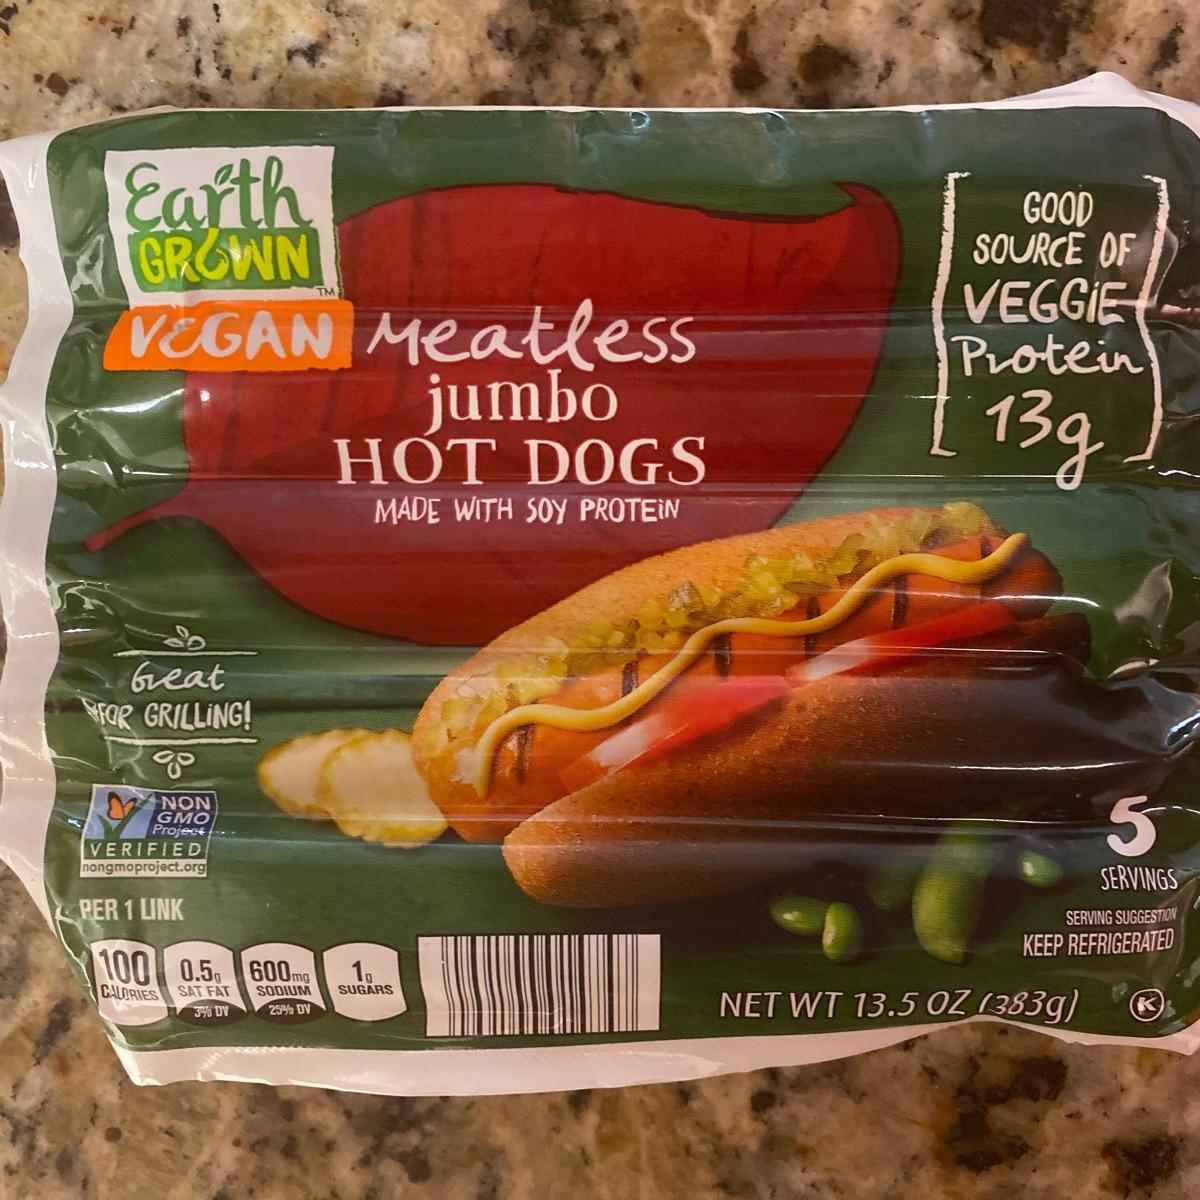 Earth
GROWN
TM
VEGAN
Meatless
jumbo
HOT DOGS
MADE WITH SOY PROTEIN
GOOD
SOURCE OF
VEGGIE
Protein
13g
Great
FOR GRILLING!
NON
GMO
Project
VERIFIED
nongmoproject.org
PER 1 LINK
100
CALORIES
0.5g
SAT FAT
3% DV
600mg
SODIUM
25% DV
1g
SUGARS
5
SERVINGS
SERVING SUGGESTION
KEEP REFRIGERATED
NET WT 13.5 OZ (383g)
K